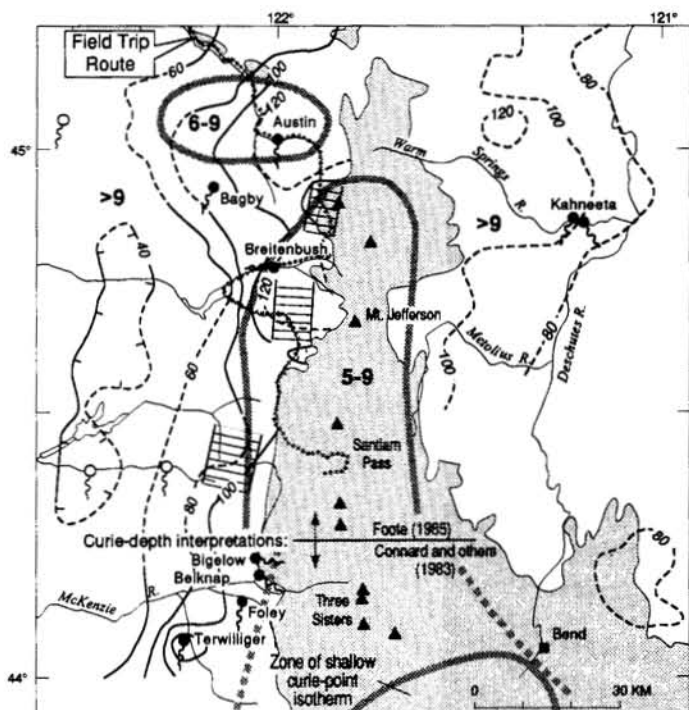 122°
121°
Field Trip
Route
60
100
120
80
100
120
6-9
Austin
45°
Warm
Springs
R.
>9
Bagby
>9
Kahneeta
40
Breitenbush
120
Mt. Jefferson
80
Deschutes R.
100
Metolius R.
60
5-9
Santiam
Pass
80
100
80
Curie-depth interpretations:
Foote (1985)
Connard and others
(1983)
Bigelow
Belknap
McKenzie
R.
Foley
Three
Sisters
Terwilliger
Bend
44°
Zone of shallow
curie-point
isotherm
0
30 KM